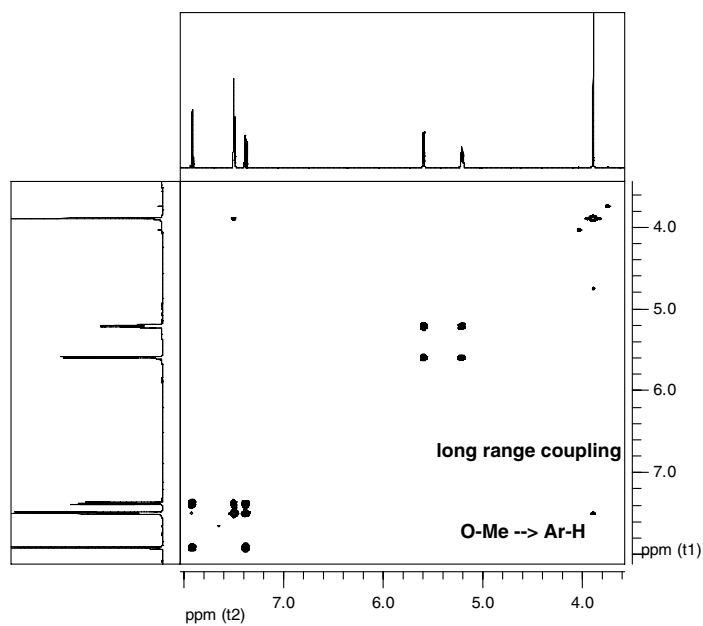 4.0
5.0
6.0
long range coupling
7.0
O-Me --> Ar-H
ppm (t1)
7.0 6.0 5.0 4.0
ppm (t2)